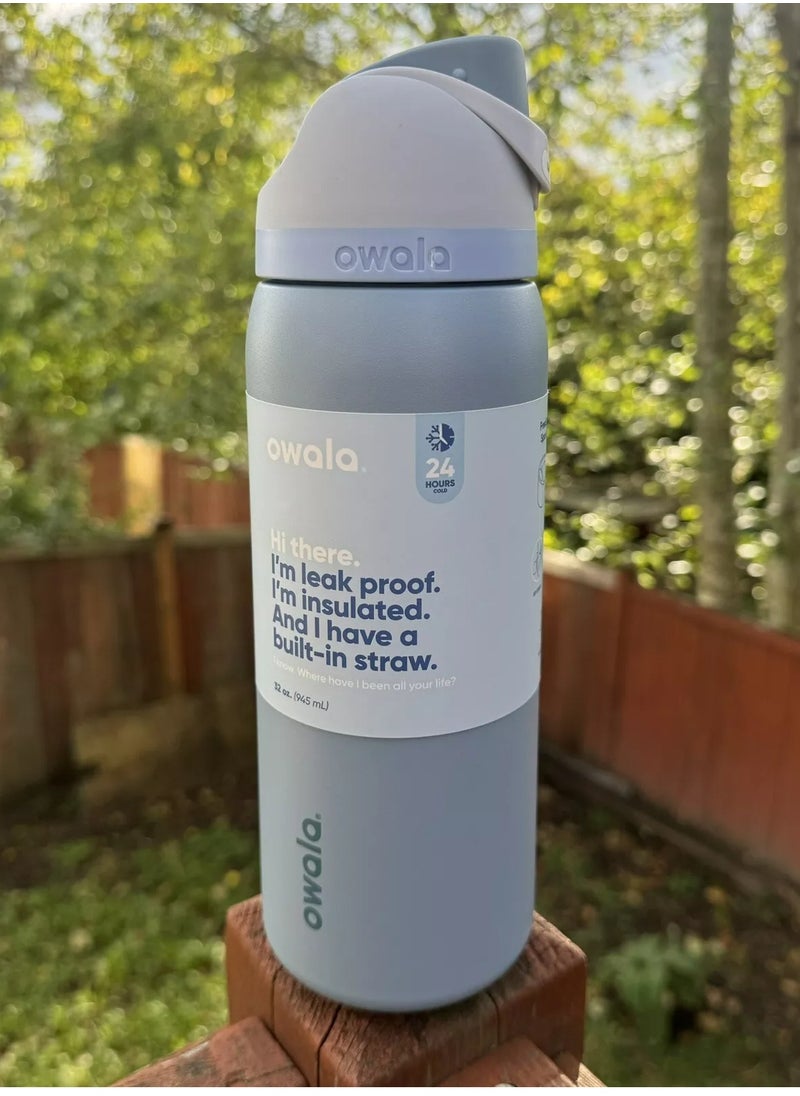 owala
owala®
24
HOURS
COLD
Hi there.
I'm leak proof.
I'm insulated.
And I have a
built-in straw.
I know. Where have I been all your life?
32 oz. (945 mL)
owala®